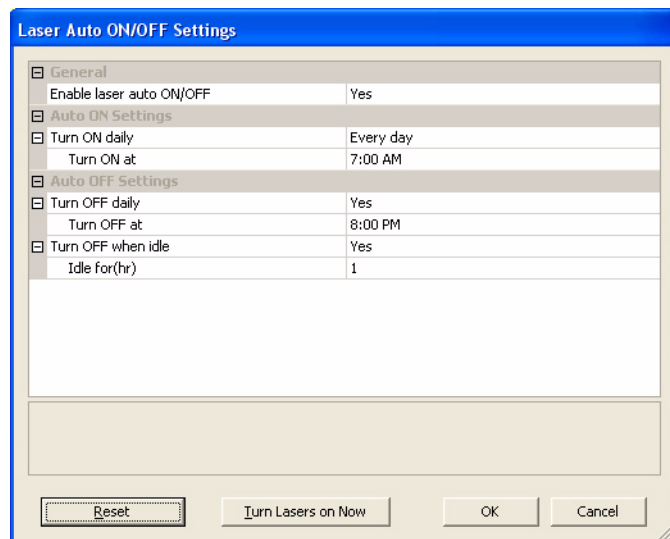 Laser Auto ON/OFF Settings
General
Enable laser auto ON/OFF Yes
Auto ON Settings
Turn ON daily Every day
Turn ON at 7:00 AM
Auto OFF Settings
Turn OFF daily Yes
Turn OFF at 8:00 PM
Turn OFF when idle Yes
Idle for(hr) 1
Reset Turn Lasers on Now OK Cancel